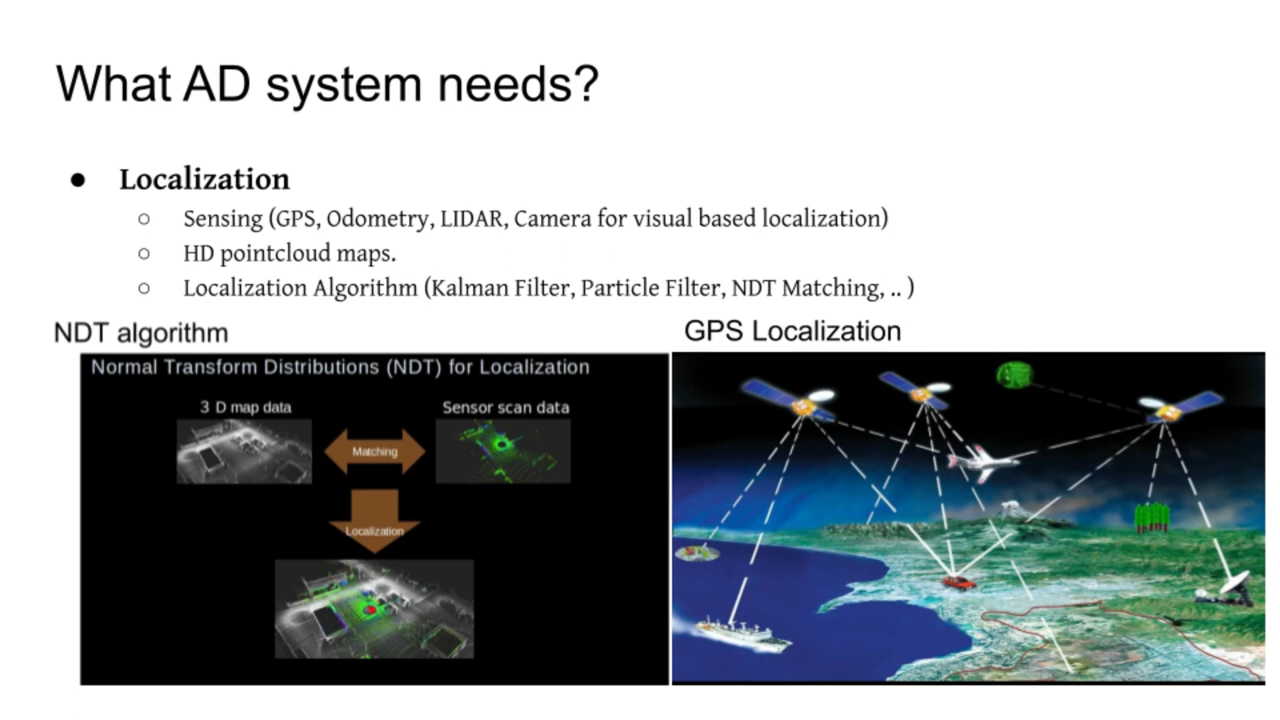 What AD system needs?
● Localization
○ Sensing (GPS, Odometry, LIDAR, Camera for visual based localization)
○ HD pointcloud maps.
○ Localization Algorithm (Kalman Filter, Particle Filter, NDT Matching, .. )
NDT algorithm
Normal Transform Distributions (NDT) for Localization
3 D map data
Sensor scan data
Matching
Localization
GPS Localization